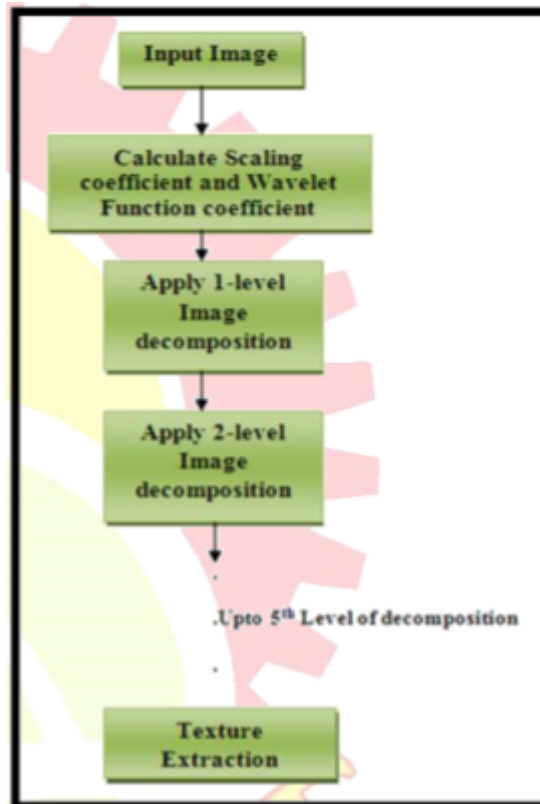 Input Image
Calculate Scaling
coefficient and Wavelet
Function coefficient
Apply 1-level
Image
decomposition
Apply 2-level
Image
decomposition
.
.Upto 5th Level of decomposition
.
Texture
Extraction